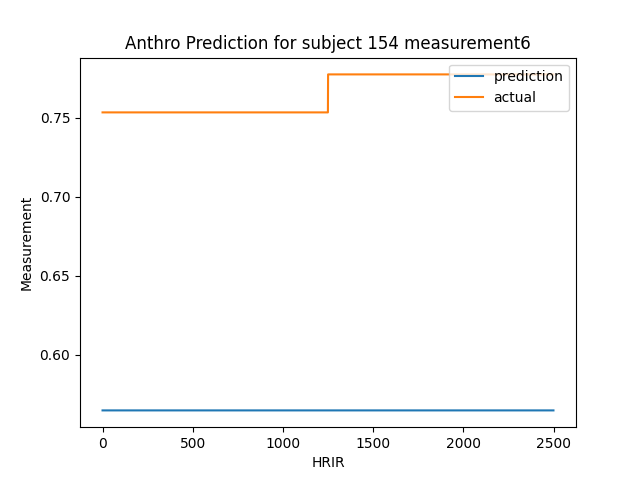 Anthro Prediction for subject 154 measurement6
prediction
actual
0.75
0.70
0.65
0.60
Measurement
0
500
1000
1500
2000
2500
HRIR